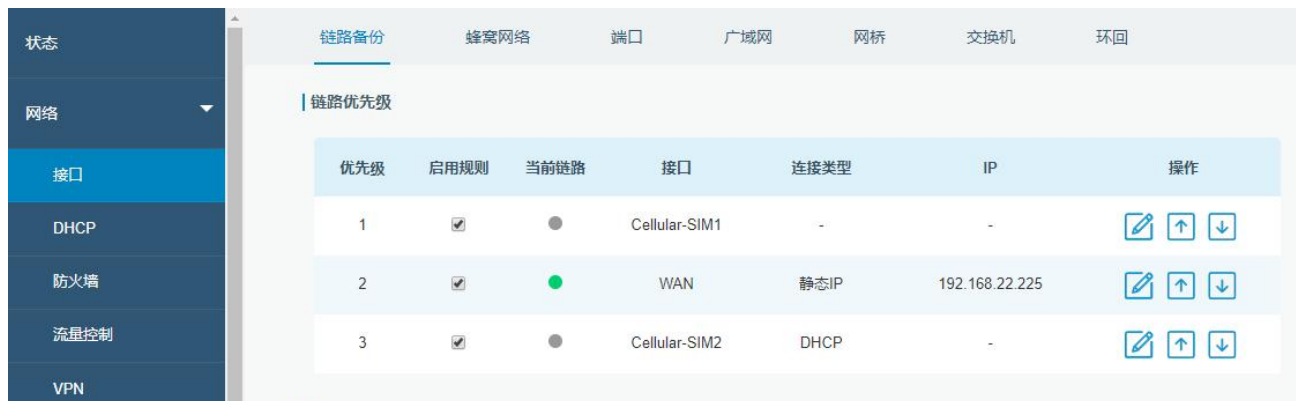 状态
网络
接口
DHCP
防火墙
流量控制
VPN
链路备份 蜂窝网络 端口 广域网 网桥 交换机 环回
链路优先级
优先级 启用规则 当前链路 接口 连接类型 IP 操作
1 Cellular-SIM1 - -
2 WAN 静态IP 192.168.22.225
3 Cellular-SIM2 DHCP -